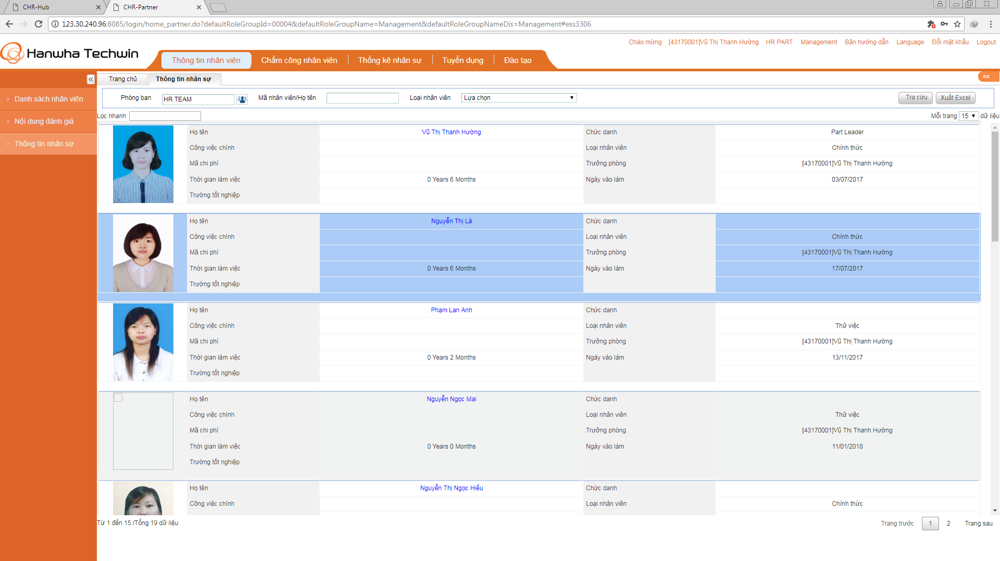 CHR-Hub
CHR-Partner
123.30.240.96:8085/login/home_partner.do?defaultRoleGroupId=00004&defaultRoleGroupName=Management&defaultRoleGroupNameDis=Management#ess3306
Chào mừng [43170001]Vũ Thị Thanh Hường HR PART Management Bản hướng dẫn Language Đổi mật khẩu Logout
Hanwha Techwin
Thông tin nhân viên Chấm công nhân viên Thống kê nhân sự Tuyển dụng Đào tạo
« Trang chủ Thông tin nhân sự <<
Danh sách nhân viên
Nội dung đánh giá
Thông tin nhân sự
Phòng ban HR TEAM Mã nhân viên/Họ tên Loại nhân viên Lựa chọn Tra cứu Xuất Excel
Lọc nhanh Mỗi trang 15 dữ liệu
Họ tên Vũ Thị Thanh Hường Chức danh Part Leader
Công việc chính Loại nhân viên Chính thức
Mã chi phí Trưởng phòng [43170001]Vũ Thị Thanh Hường
Thời gian làm việc 0 Years 6 Months Ngày vào làm 03/07/2017
Trường tốt nghiệp
Họ tên Nguyễn Thị Lả Chức danh
Công việc chính Loại nhân viên Chính thức
Mã chi phí Trưởng phòng [43170001]Vũ Thị Thanh Hường
Thời gian làm việc 0 Years 6 Months Ngày vào làm 17/07/2017
Trường tốt nghiệp
Họ tên Phạm Lan Anh Chức danh
Công việc chính Loại nhân viên Thử việc
Mã chi phí Trưởng phòng [43170001]Vũ Thị Thanh Hường
Thời gian làm việc 0 Years 2 Months Ngày vào làm 13/11/2017
Trường tốt nghiệp
Họ tên Nguyễn Ngọc Mai Chức danh
Công việc chính Loại nhân viên Thử việc
Mã chi phí Trưởng phòng [43170001]Vũ Thị Thanh Hường
Thời gian làm việc 0 Years 0 Months Ngày vào làm 11/01/2018
Trường tốt nghiệp
Họ tên Nguyễn Thị Ngọc Hiếu Chức danh
Công việc chính Loại nhân viên Chính thức
Từ 1 đến 15 /Tổng 19 dữ liệu Trang trước 1 2 Trang sau